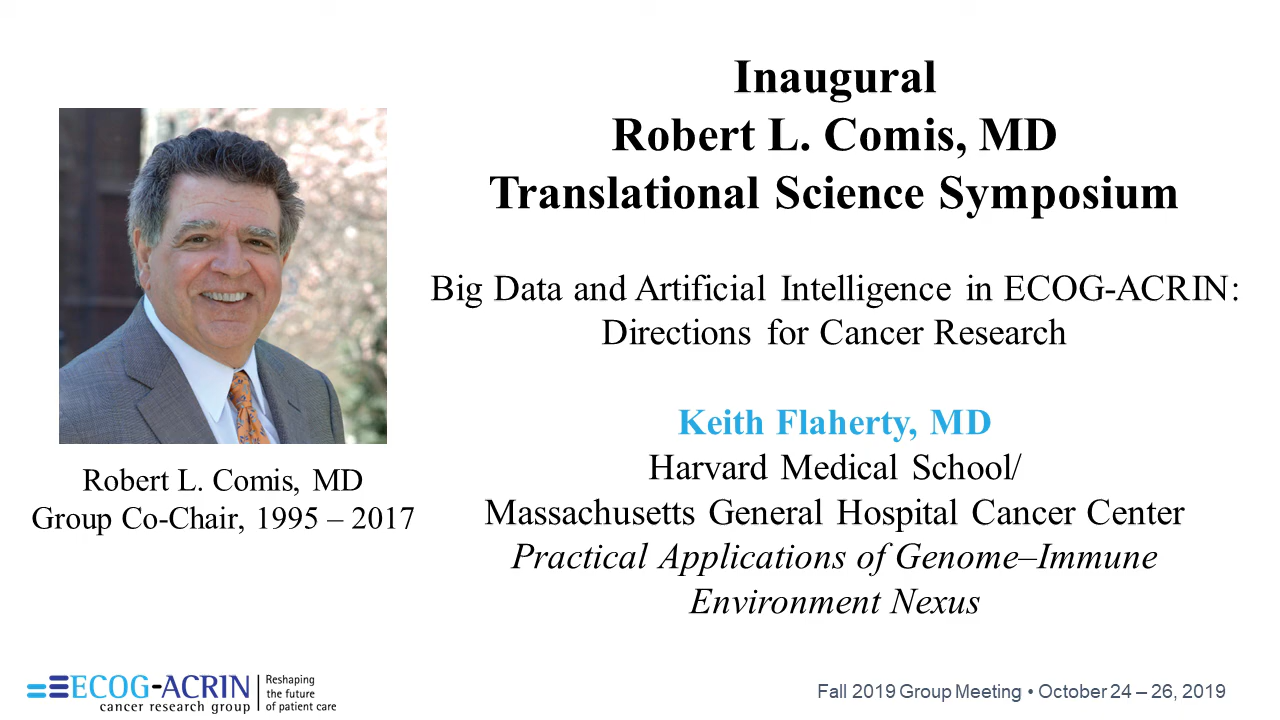 Inaugural
Robert L. Comis, MD
Translational Science Symposium
Big Data and Artificial Intelligence in ECOG-ACRIN:
Directions for Cancer Research
Keith Flaherty, MD
Harvard Medical School/
Massachusetts General Hospital Cancer Center
Practical Applications of Genome–Immune
Environment Nexus
Robert L. Comis, MD
Group Co-Chair, 1995 – 2017
ECOG-ACRIN
cancer research group
Reshaping
the future
of patient care
Fall 2019 Group Meeting • October 24 – 26, 2019